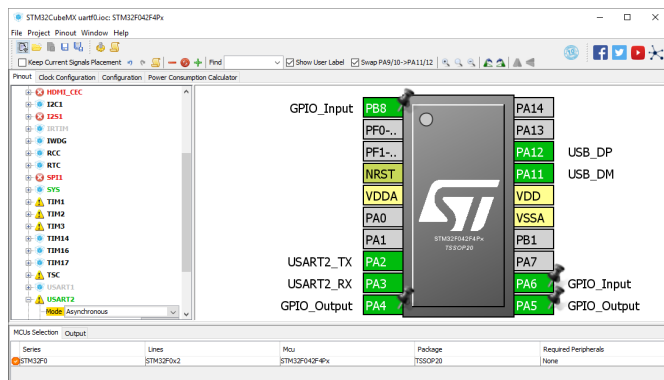 STM32CubeMX uartf0.ioc: STM32F042F4Px
File Project Pinout Window Help
Keep Current Signals Placement Find Show User Label Swap PA9/10->PA11/12
Pinout Clock Configuration Configuration Power Consumption Calculator
HDMI_CEC
I2C1
I2S1
IRTIM
IWDG
RCC
RTC
SPI1
SYS
TIM1
TIM2
TIM3
TIM14
TIM16
TIM17
TSC
USART1
USART2
Mode Asynchronous
GPIO_Input PB8 PA14
PF0-.. PA13
PF1-.. PA12 USB_DP
NRST PA11 USB_DM
VDDA VDD
PA0 VSSA
PA1 PB1
USART2_TX PA2 PA7
USART2_RX PA3 PA6 GPIO_Input
GPIO_Output PA4 PA5 GPIO_Output
STM32F042F4Px
TSSOP20
MCUs Selection Output
Series Lines Mcu Package Required Peripherals
STM32F0 STM32F0x2 STM32F042F4Px TSSOP20 None